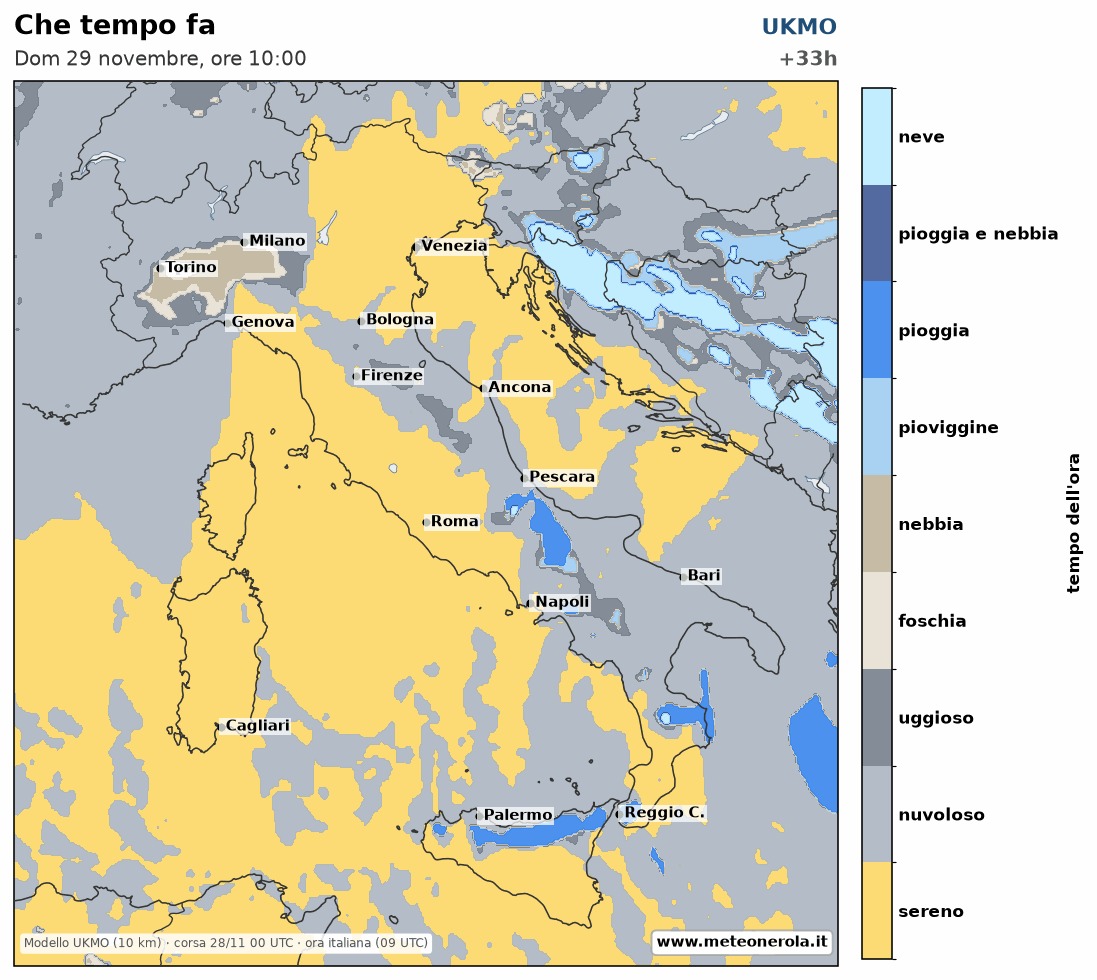 Che tempo fa
UKMO
Dom 29 novembre, ore 10:00
+33h
neve
pioggia e nebbia
pioggia
pioviggine
nebbia
foschia
uggioso
nuvoloso
sereno
tempo dell'ora
Milano
Venezia
Torino
Genova
Bologna
Firenze
Ancona
Pescara
Roma
Bari
Napoli
Cagliari
Palermo
Reggio C.
Modello UKMO (10 km) · corsa 28/11 00 UTC · ora italiana (09 UTC)
www.meteonerola.it